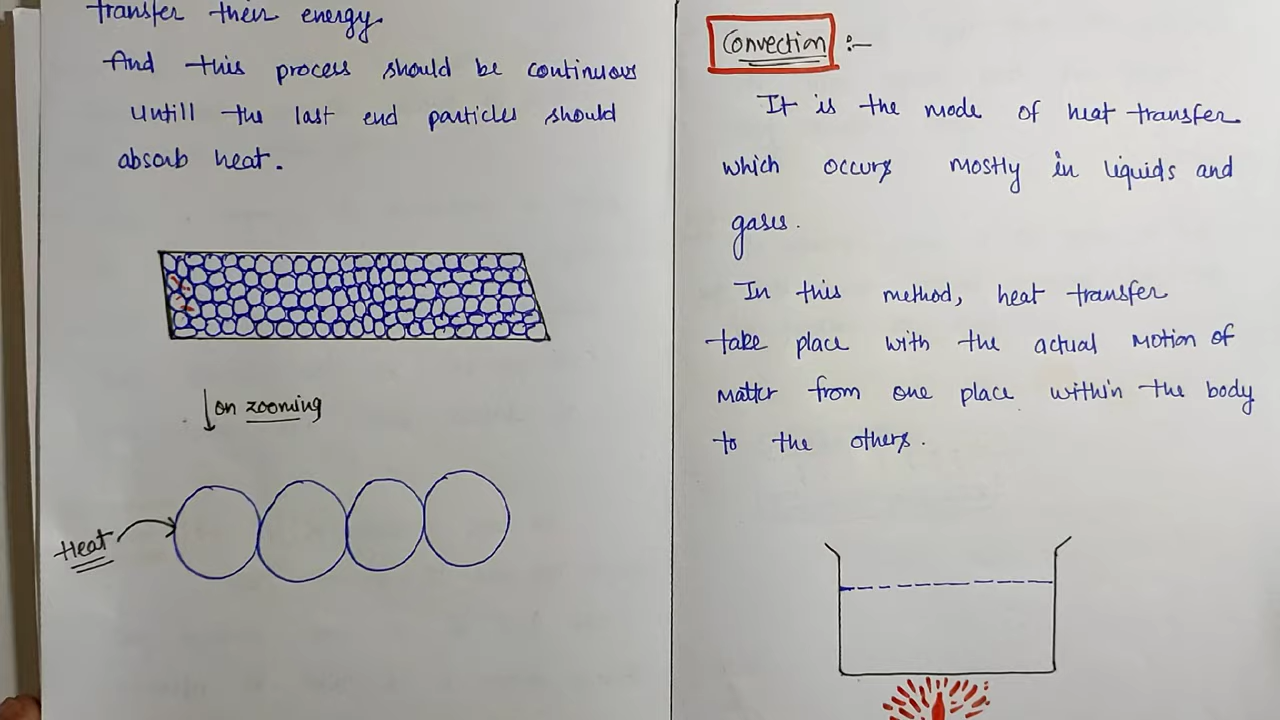 transfer their energy
And this process should be continuous
Untill the last end particles should
absorb heat.
on zooming
Heat
Convection :-
It is the mode of heat transfer
which occurs mostly in liquids and
gases.
In this method, heat transfer
take place with the actual motion of
matter from one place within the body
to the others.